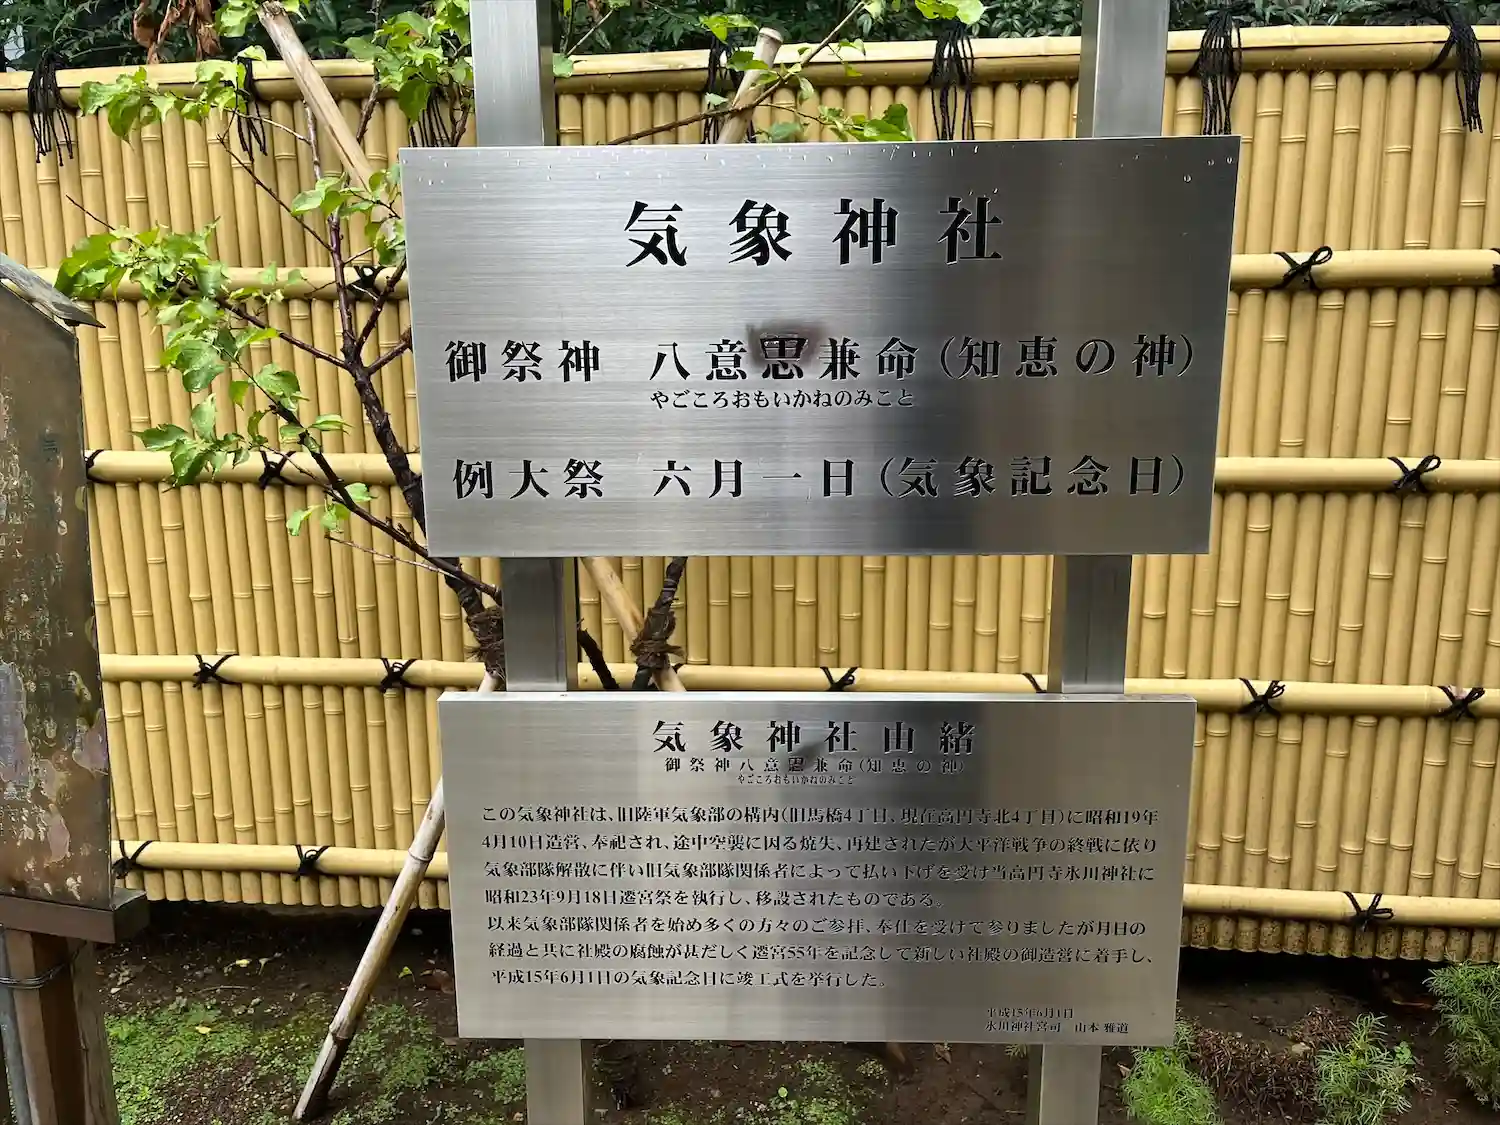 気象神社
御祭神 八意思兼命(知恵の神)
やごころおもいかねのみこと
例大祭 六月一日(気象記念日)
気象神社由緒
御祭神八意思兼命(知恵の神)
やごころおもいかねのみこと
この気象神社は、旧陸軍気象部の構内(旧馬橋4丁目、現在高円寺北4丁目)に昭和19年
4月10日造営、奉祀され、途中空襲に因る焼失、再建されたが大平洋戦争の終戦に依り
気象部隊解散に伴い旧気象部隊関係者によって払い下げを受け当高円寺氷川神社に
昭和23年9月18日遷宮祭を執行し、移設されたものである。
以来気象部隊関係者を始め多くの方々のご参拝、奉仕を受けて参りましたが月日の
経過と共に社殿の腐蝕が甚だしく遷宮55年を記念して新しい社殿の御造営に着手し、
平成15年6月1日の気象記念日に竣工式を挙行した。
平成15年6月1日
氷川神社宮司 山本 雅道